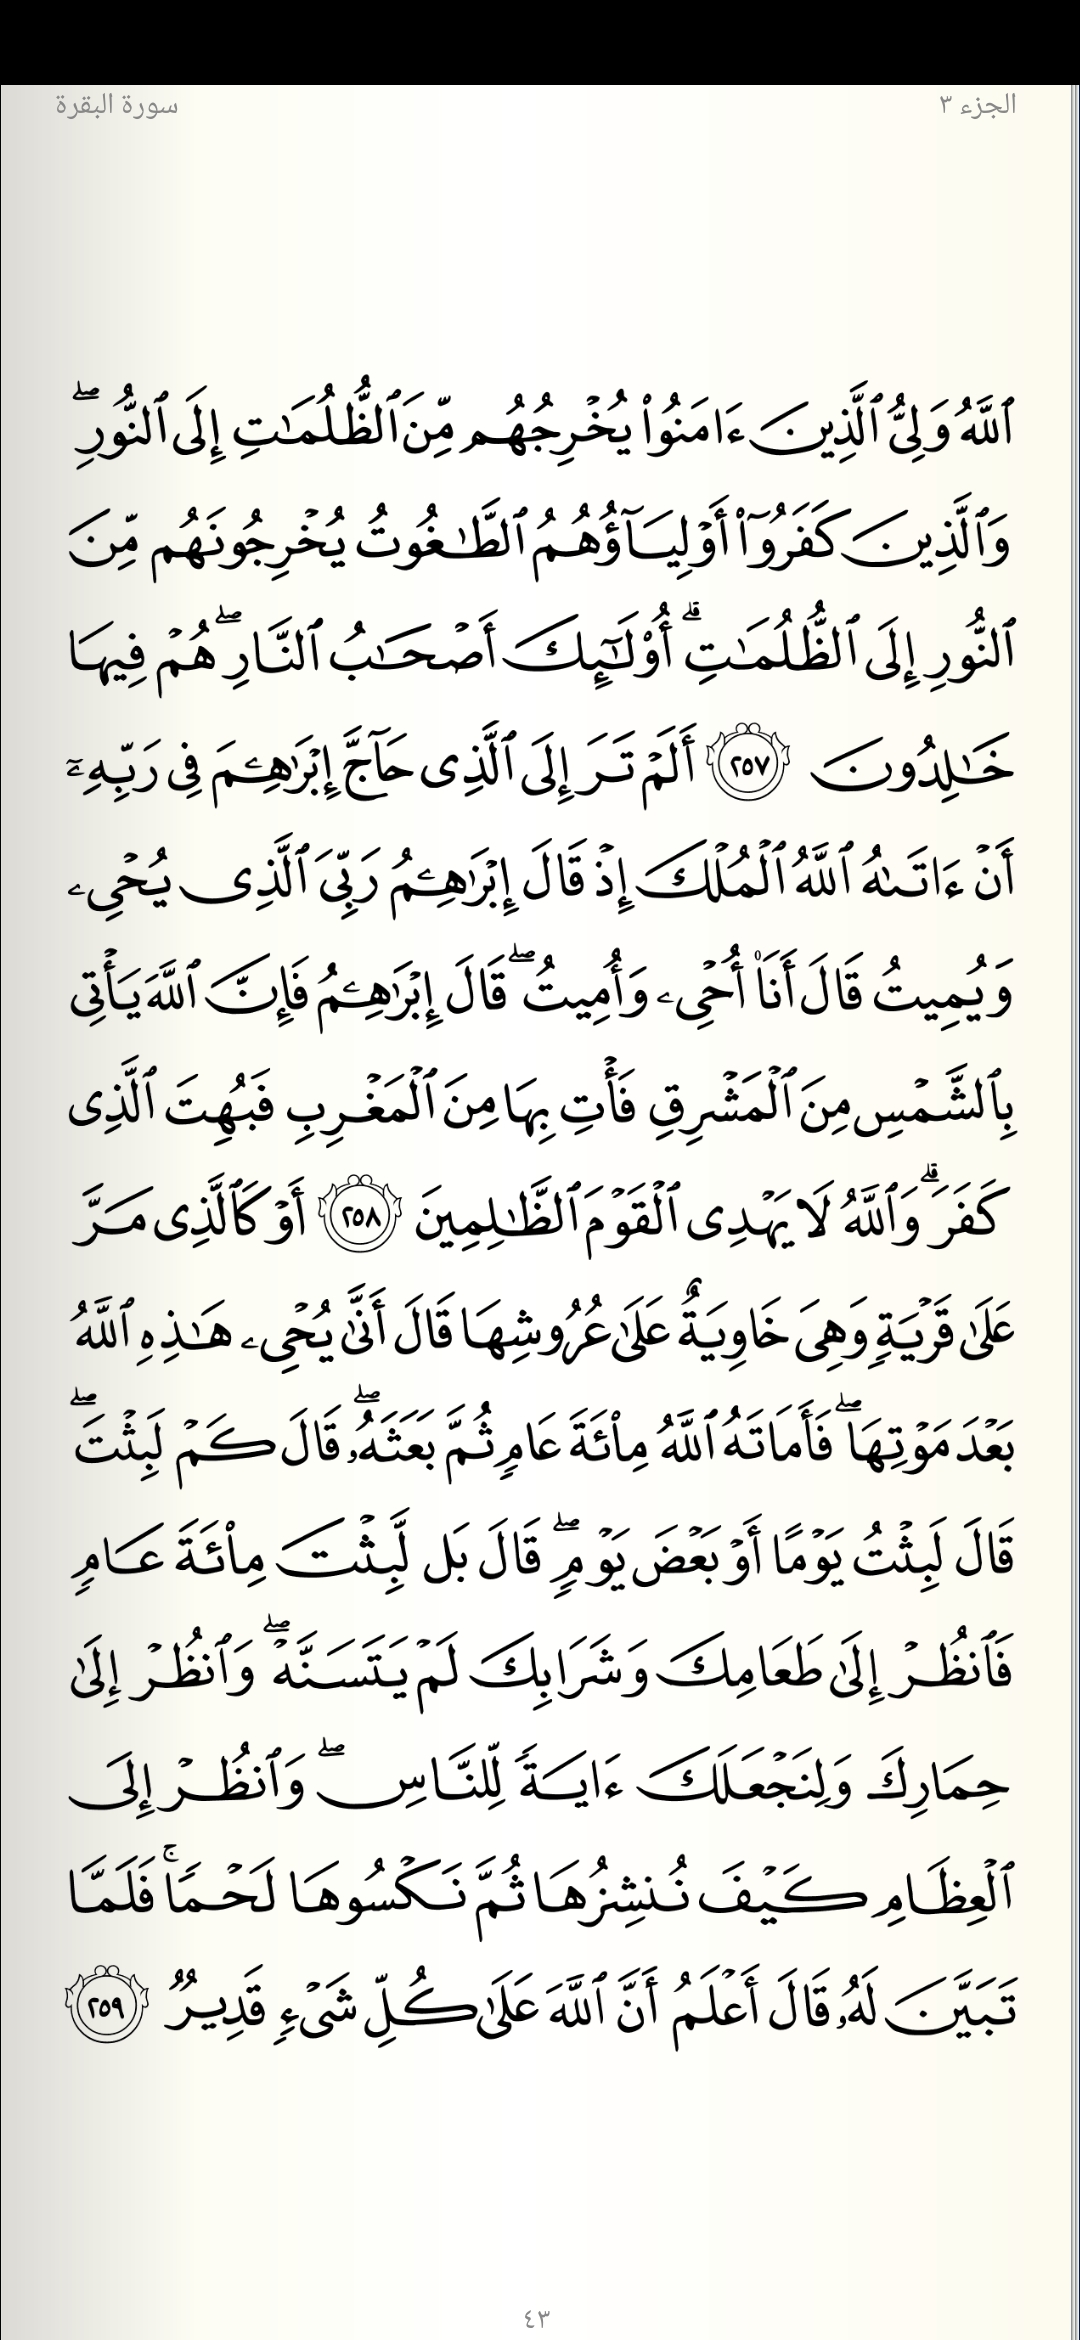 الجزء ٣
سورة البقرة
ٱللَّهُ وَلِىُّ ٱلَّذِينَ ءَامَنُوا۟ يُخْرِجُهُم مِّنَ ٱلظُّلُمَـٰتِ إِلَى ٱلنُّورِ ۖ
وَٱلَّذِينَ كَفَرُوٓا۟ أَوْلِيَآؤُهُمُ ٱلطَّـٰغُوتُ يُخْرِجُونَهُم مِّنَ
ٱلنُّورِ إِلَى ٱلظُّلُمَـٰتِ ۗ أُو۟لَـٰٓئِكَ أَصْحَـٰبُ ٱلنَّارِ ۖ هُمْ فِيهَا
خَـٰلِدُونَ ٢٥٧ أَلَمْ تَرَ إِلَى ٱلَّذِى حَآجَّ إِبْرَٰهِـۧمَ فِى رَبِّهِۦٓ
أَنْ ءَاتَىٰهُ ٱللَّهُ ٱلْمُلْكَ إِذْ قَالَ إِبْرَٰهِـۧمُ رَبِّىَ ٱلَّذِى يُحْىِۦ
وَيُمِيتُ قَالَ أَنَا۠ أُحْىِۦ وَأُمِيتُ ۖ قَالَ إِبْرَٰهِـۧمُ فَإِنَّ ٱللَّهَ يَأْتِى
بِٱلشَّمْسِ مِنَ ٱلْمَشْرِقِ فَأْتِ بِهَا مِنَ ٱلْمَغْرِبِ فَبُهِتَ ٱلَّذِى
كَفَرَ ۗ وَٱللَّهُ لَا يَهْدِى ٱلْقَوْمَ ٱلظَّـٰلِمِينَ ٢٥٨ أَوْ كَٱلَّذِى مَرَّ
عَلَىٰ قَرْيَةٍ وَهِىَ خَاوِيَةٌ عَلَىٰ عُرُوشِهَا قَالَ أَنَّىٰ يُحْىِۦ هَـٰذِهِ ٱللَّهُ
بَعْدَ مَوْتِهَا ۖ فَأَمَاتَهُ ٱللَّهُ مِا۟ئَةَ عَامٍ ثُمَّ بَعَثَهُۥ ۖ قَالَ كَمْ لَبِثْتَ ۖ
قَالَ لَبِثْتُ يَوْمًا أَوْ بَعْضَ يَوْمٍ ۖ قَالَ بَل لَّبِثْتَ مِا۟ئَةَ عَامٍ
فَٱنظُرْ إِلَىٰ طَعَامِكَ وَشَرَابِكَ لَمْ يَتَسَنَّهْ ۖ وَٱنظُرْ إِلَىٰ
حِمَارِكَ وَلِنَجْعَلَكَ ءَايَةً لِّلنَّاسِ ۖ وَٱنظُرْ إِلَى
ٱلْعِظَامِ كَيْفَ نُنشِزُهَا ثُمَّ نَكْسُوهَا لَحْمًا ۚ فَلَمَّا
تَبَيَّنَ لَهُۥ قَالَ أَعْلَمُ أَنَّ ٱللَّهَ عَلَىٰ كُلِّ شَىْءٍ قَدِيرٌ ٢٥٩
٤٣